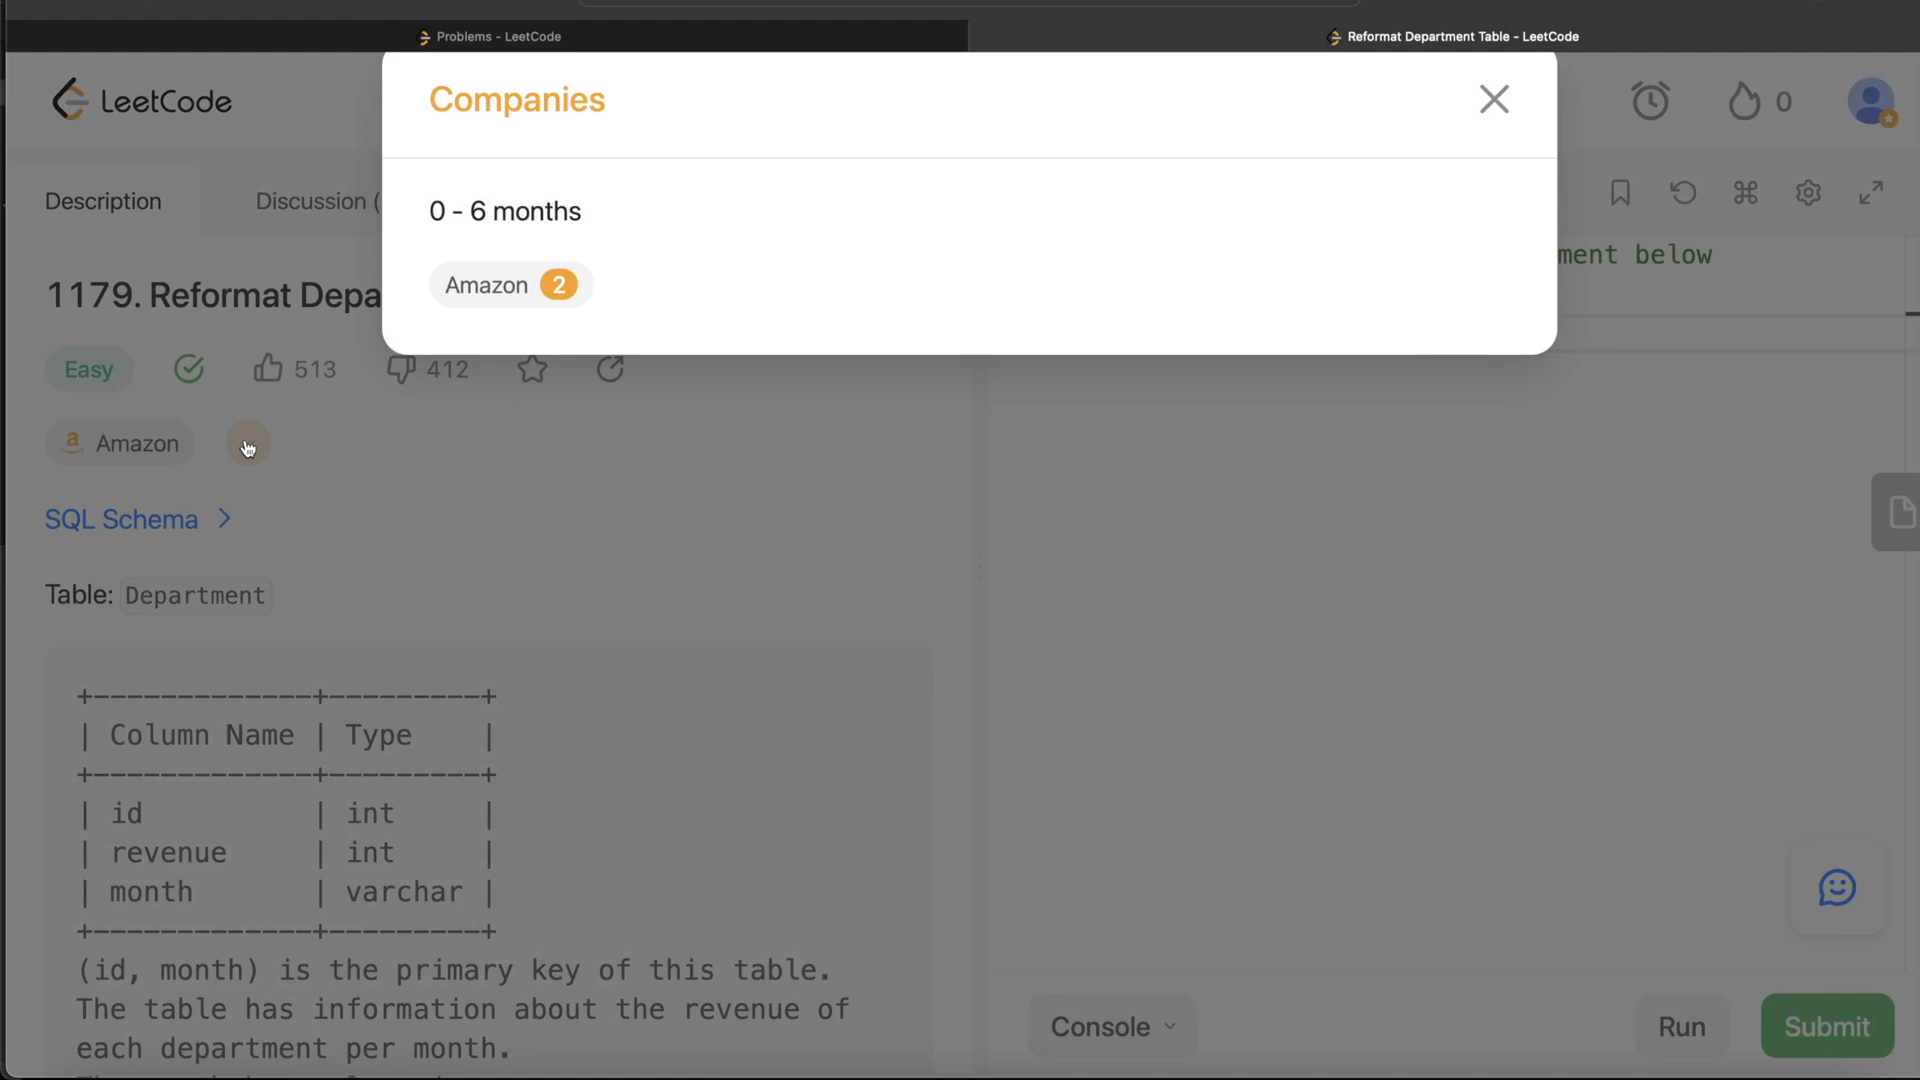 Problems - LeetCode
Reformat Department Table - LeetCode
LeetCode
Companies
0
Description
Discussion (
0 - 6 months
ment below
Amazon 2
1179. Reformat Depa
Easy
513
412
Amazon
SQL Schema
Table: Department
+-------------+---------+
| Column Name | Type    |
+-------------+---------+
| id          | int     |
| revenue     | int     |
| month       | varchar |
+-------------+---------+
(id, month) is the primary key of this table.
The table has information about the revenue of
each department per month.
Console
Run
Submit